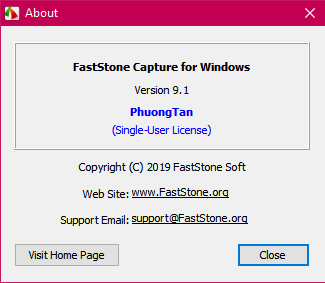 About
FastStone Capture for Windows
Version 9.1
PhuongTan
(Single-User License)
Copyright (C) 2019 FastStone Soft
Web Site: www.FastStone.org
Support Email: support@FastStone.org
Visit Home Page
Close